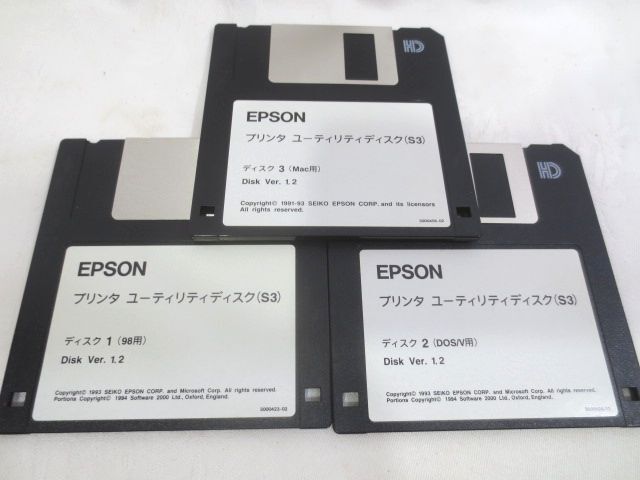 HD
EPSON
プリンタ ユーティリティディスク(S3)
ディスク 3 (Mac用)
Disk Ver. 1.2
Copyright© 1991-93 SEIKO EPSON CORP. and its licensors
All rights reserved.
HD
EPSON
プリンタ ユーティリティディスク(S3)
ディスク 1 (98用)
Disk Ver. 1.2
Copyright© 1993 SEIKO EPSON CORP. and Microsoft Corp. All rights reserved.
Portions Copyright© 1994 Software 2000 Ltd., Oxford, England.
5000423-02
EPSON
プリンタ ユーティリティディスク(S3)
ディスク 2 (DOS/V用)
Disk Ver. 1.2
Copyright© 1993 SEIKO EPSON CORP. and Microsoft Corp. All rights reserved.
Portions Copyright© 1994 Software 2000 Ltd., Oxford, England.